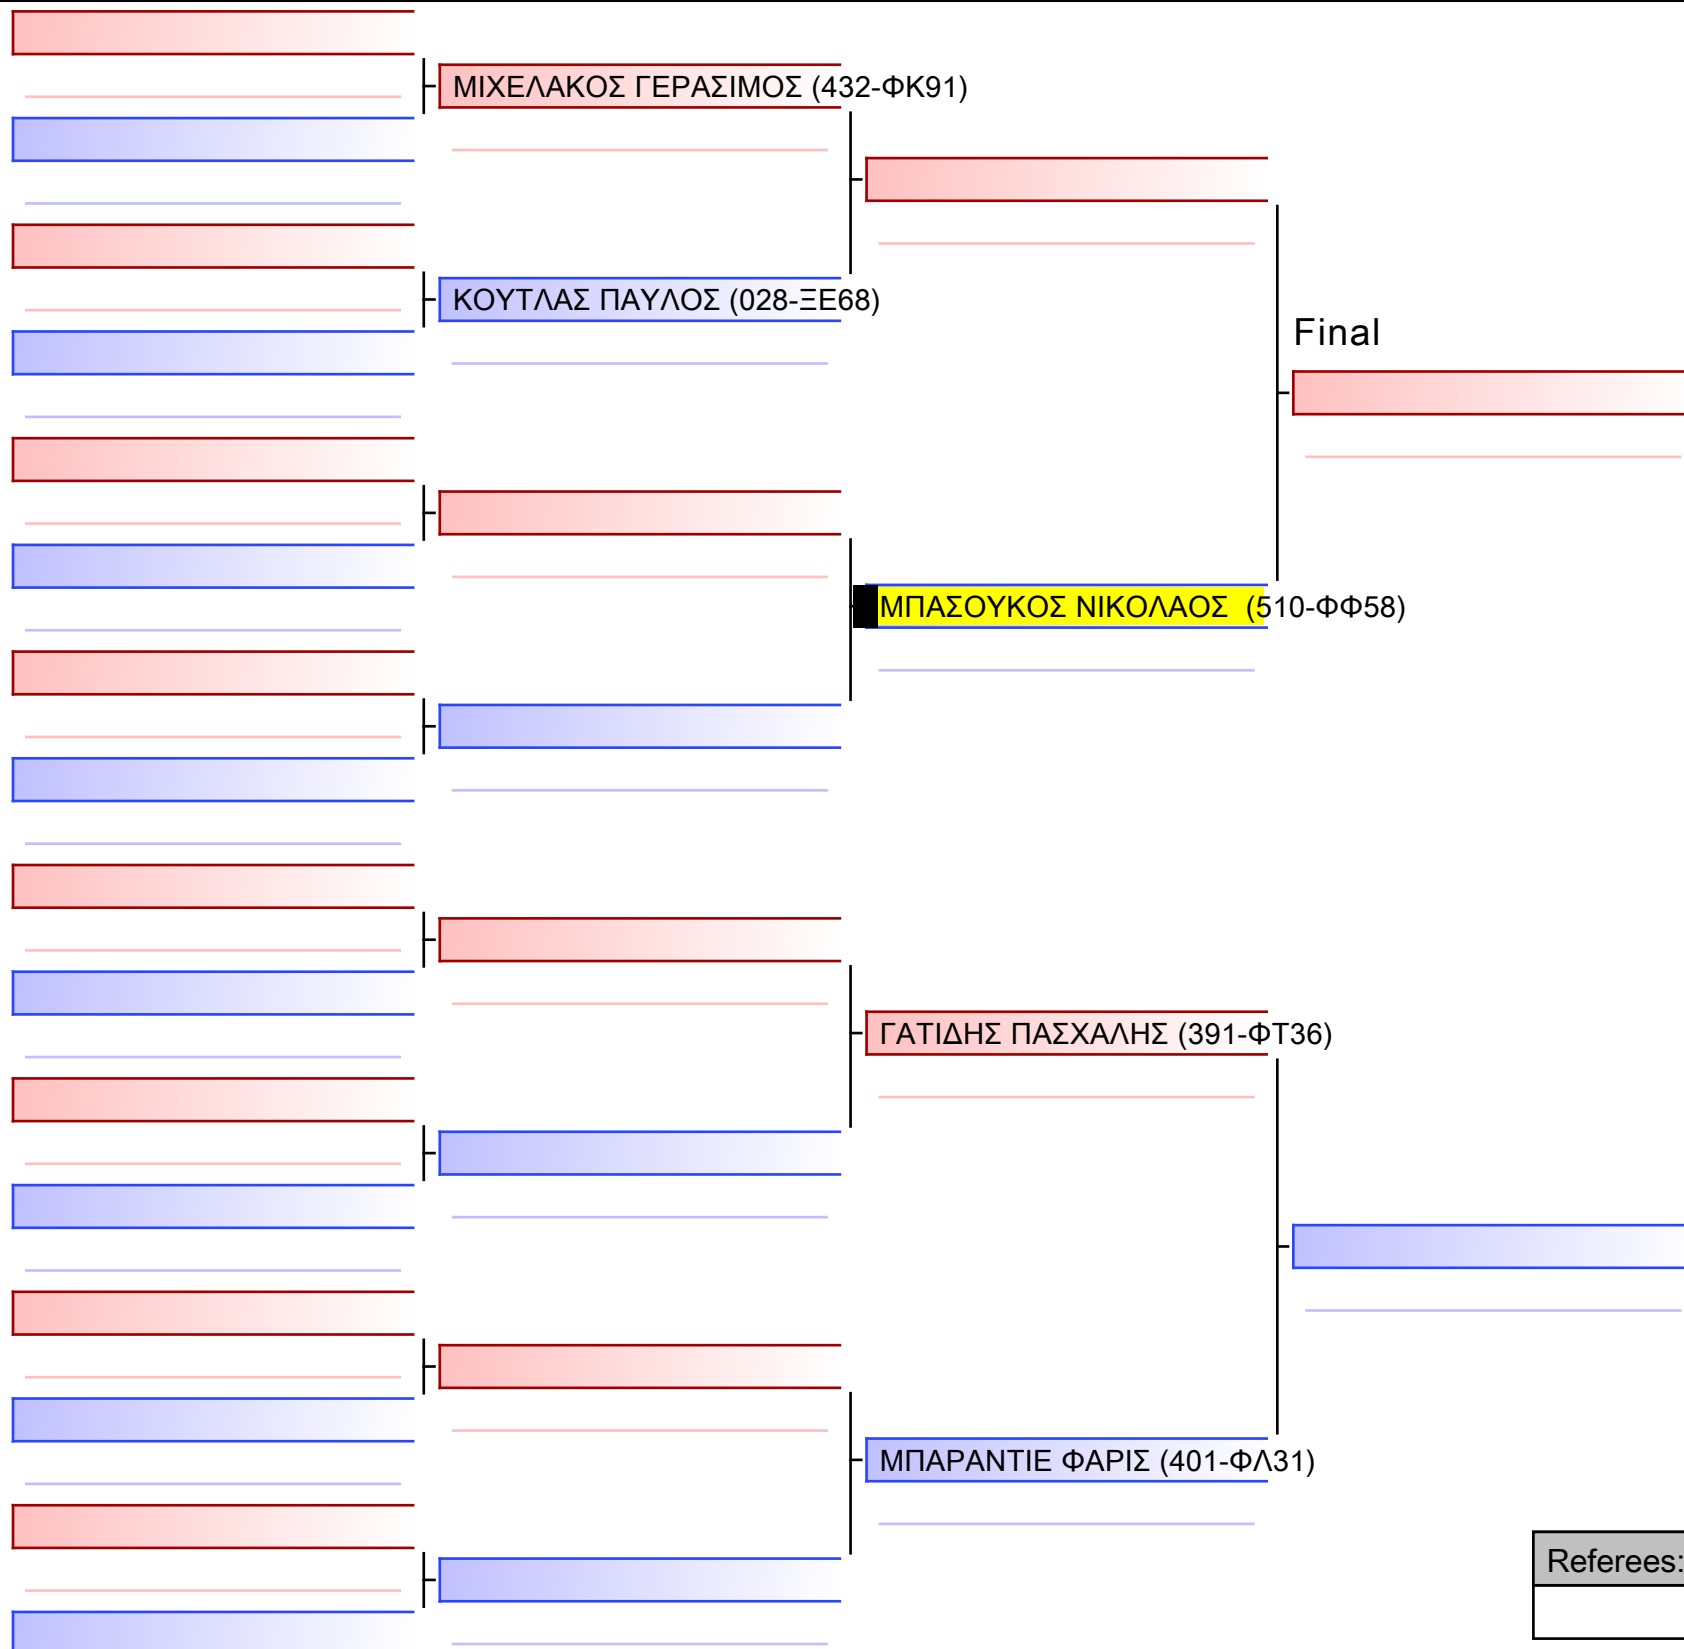 ΜΙΧΕΛΑΚΟΣ ΓΕΡΑΣΙΜΟΣ (432-ΦΚ91)
ΚΟΥΤΛΑΣ ΠΑΥΛΟΣ (028-ΞΕ68)
Final
ΜΠΑΣΟΥΚΟΣ ΝΙΚΟΛΑΟΣ (510-ΦΦ58)
ΓΑΤΙΔΗΣ ΠΑΣΧΑΛΗΣ (391-ΦΤ36)
ΜΠΑΡΑΝΤΙΕ ΦΑΡΙΣ (401-ΦΛ31)
Referees: